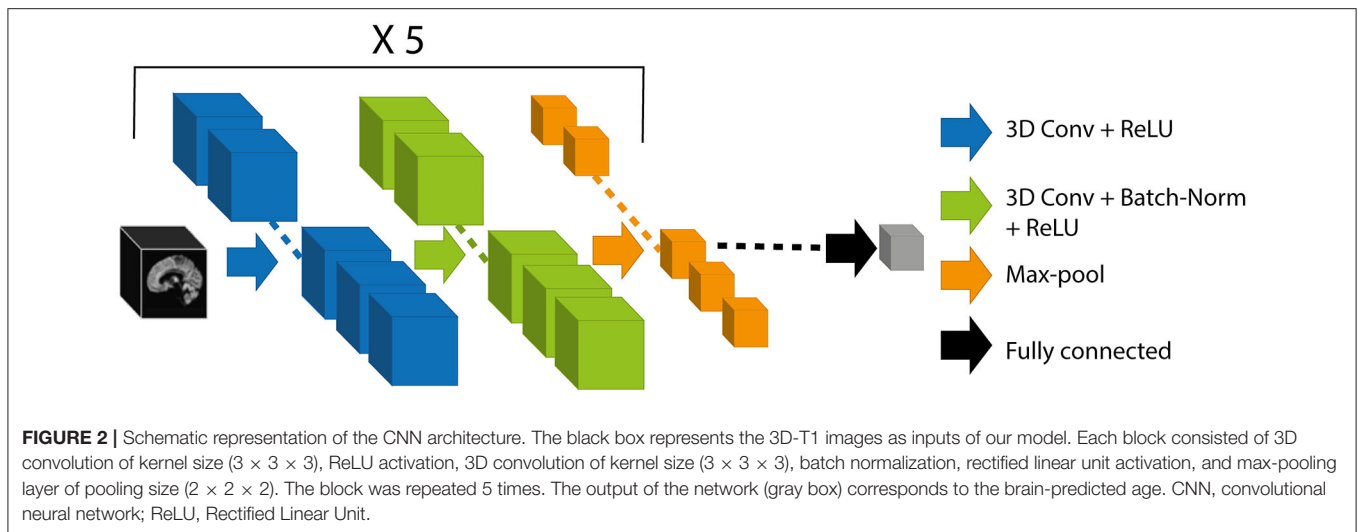 X 5
3D Conv + ReLU
3D Conv + Batch-Norm
+ ReLU
Max-pool
Fully connected
FIGURE 2 | Schematic representation of the CNN architecture. The black box represents the 3D-T1 images as inputs of our model. Each block consisted of 3D
convolution of kernel size (3 × 3 × 3), ReLU activation, 3D convolution of kernel size (3 × 3 × 3), batch normalization, rectified linear unit activation, and max-pooling
layer of pooling size (2 × 2 × 2). The block was repeated 5 times. The output of the network (gray box) corresponds to the brain-predicted age. CNN, convolutional
neural network; ReLU, Rectified Linear Unit.